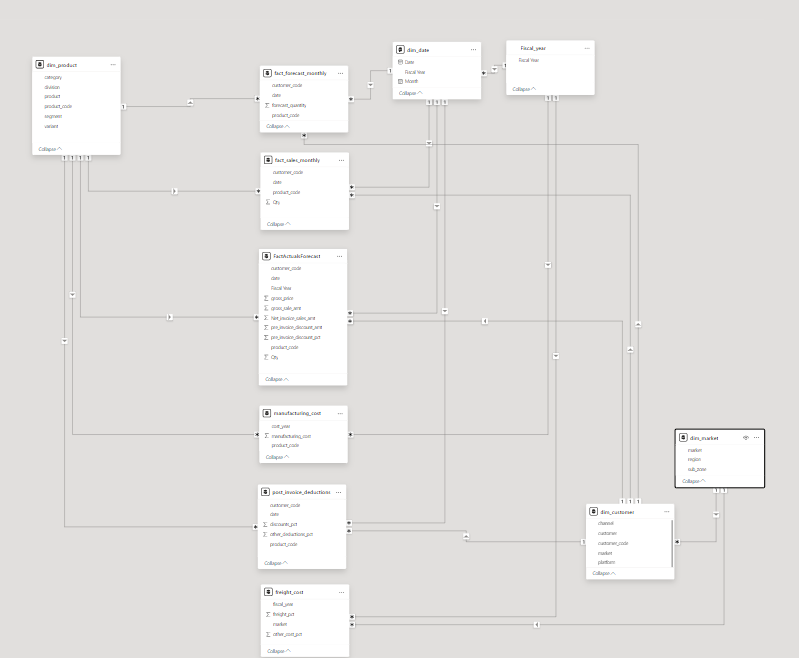 dim_product
category
division
product
product_code
segment
variant
Collapse
fact_forecast_monthly
customer_code
date
forecast_quantity
product_code
Collapse
dim_date
Date
Fiscal Year
Month
Collapse
Fiscal_year
Fiscal Year
Collapse
fact_sales_monthly
customer_code
date
product_code
Qty
Collapse
FactActualsForecast
customer_code
date
Fiscal Year
gross_price
gross_sale_amt
Net_invoice_sales_amt
pre_invoice_discount_amt
pre_invoice_discount_pct
product_code
Qty
Collapse
manufacturing_cost
cost_year
manufacturing_cost
product_code
Collapse
post_invoice_deductions
customer_code
date
discounts_pct
other_deductions_pct
product_code
Collapse
freight_cost
fiscal_year
freight_pct
market
other_cost_pct
Collapse
dim_customer
channel
customer
customer_code
market
platform
Collapse
dim_market
market
region
sub_zone
Collapse